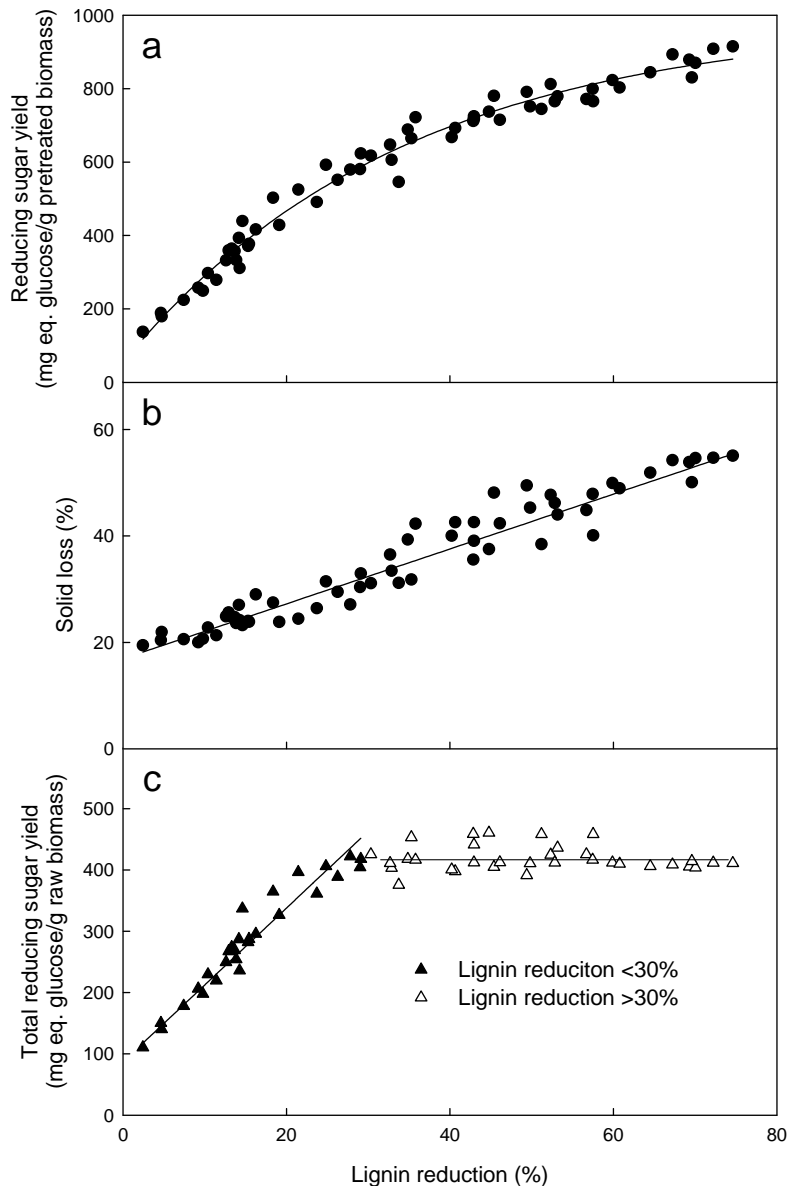 a
1000
800
600
400
200
0
Reducing sugar yield
(mg eq. glucose/g pretreated biomass)
b
60
40
20
0
Solid loss (%)
c
500
400
300
200
100
0
Total reducing sugar yield
(mg eq. glucose/g raw biomass)
Lignin reduciton <30%
Lignin reduction >30%
0 20 40 60 80
Lignin reduction (%)